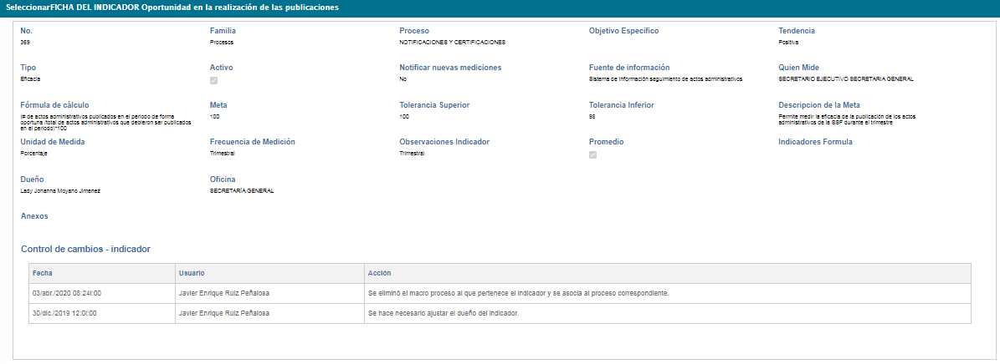 SeleccionarFICHA DEL INDICADOR Oportunidad en la realización de las publicaciones
No. Familia Proceso Objetivo Especifico Tendencia
369 Procesos NOTIFICACIONES Y CERTIFICACIONES Positiva
Tipo Activo Notificar nuevas mediciones Fuente de información Quien Mide
Eficacia No Sistema de información seguimiento de actos administrativos SECRETARIO EJECUTIVO SECRETARIA GENERAL
Fórmula de cálculo Meta Tolerancia Superior Tolerancia Inferior Descripcion de la Meta
(# de actos administrativos publicados en el periodo de forma 100 100 98 Permite medir la eficacia de la publicación de los actos
oportuna /total de actos administrativos que debieron ser publicados administrativos de la SSF durante el trimestre
en el periodo)*100
Unidad de Medida Frecuencia de Medición Observaciones Indicador Promedio Indicadores Formula
Porcentaje Trimestral Trimestral
Dueño Oficina
Lady Johanna Moyano Jimenez SECRETARÍA GENERAL
Anexos
Control de cambios - indicador
Fecha Usuario Acción
03/abr./2020 08:24l:00 Javier Enrique Ruiz Peñalosa Se eliminó el macro proceso al que pertenece el indicador y se asocia al proceso correspondiente.
30/dic./2019 12:0l:00 Javier Enrique Ruiz Peñalosa Se hace necesario ajustar el dueño del indicador.